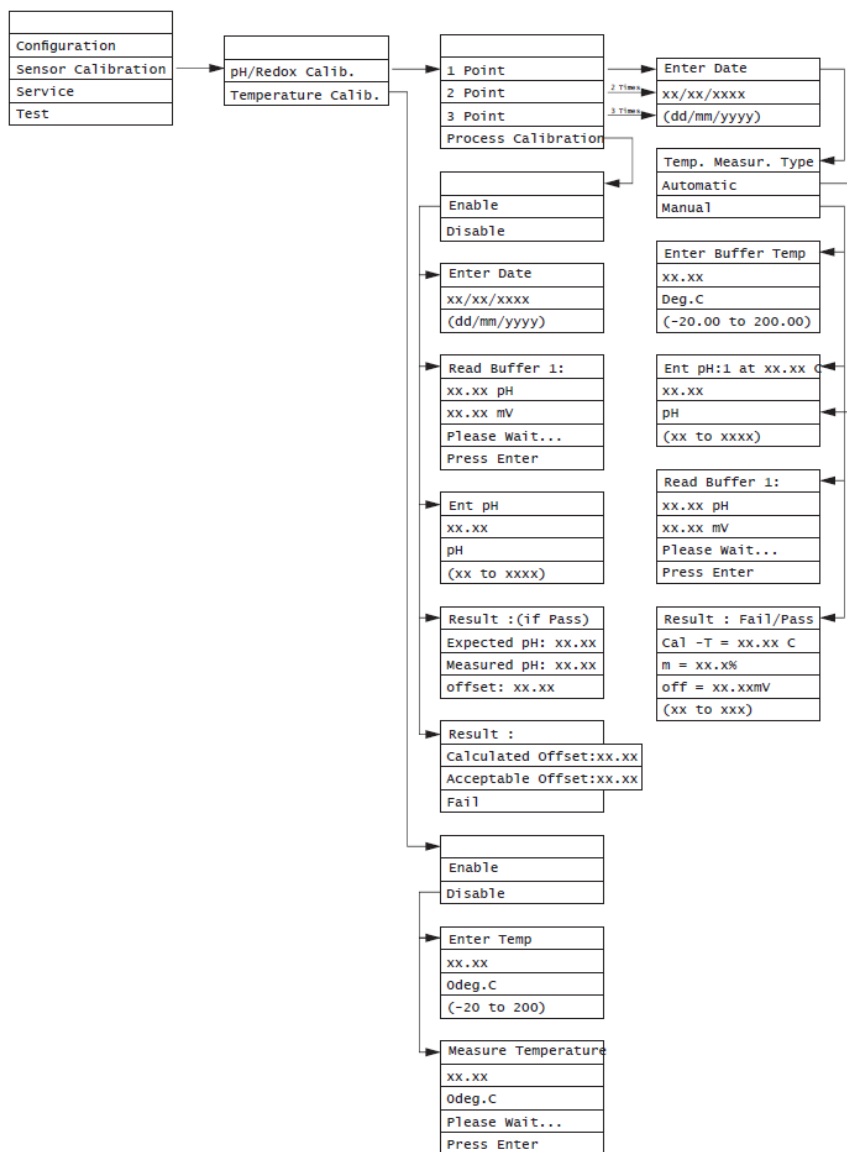 Configuration
Sensor Calibration
Service
Test
pH/Redox Calib.
Temperature Calib.
1 Point
2 Point
3 Point
Process Calibration
2 Times
3 Times
Enter Date
xx/xx/xxxx
(dd/mm/yyyy)
Temp. Measur. Type
Automatic
Manual
Enter Buffer Temp
xx.xx
Deg.C
(-20.00 to 200.00)
Ent pH:1 at xx.xx C
xx.xx
pH
(xx to xxxx)
Read Buffer 1:
xx.xx pH
xx.xx mV
Please Wait...
Press Enter
Result : Fail/Pass
Cal -T = xx.xx C
m = xx.x%
off = xx.xxmV
(xx to xxx)
Enable
Disable
Enter Date
xx/xx/xxxx
(dd/mm/yyyy)
Read Buffer 1:
xx.xx pH
xx.xx mV
Please Wait...
Press Enter
Ent pH
xx.xx
pH
(xx to xxxx)
Result :(if Pass)
Expected pH: xx.xx
Measured pH: xx.xx
offset: xx.xx
Result :
Calculated Offset:xx.xx
Acceptable Offset:xx.xx
Fail
Enable
Disable
Enter Temp
xx.xx
Odeg.C
(-20 to 200)
Measure Temperature
xx.xx
Odeg.C
Please Wait...
Press Enter